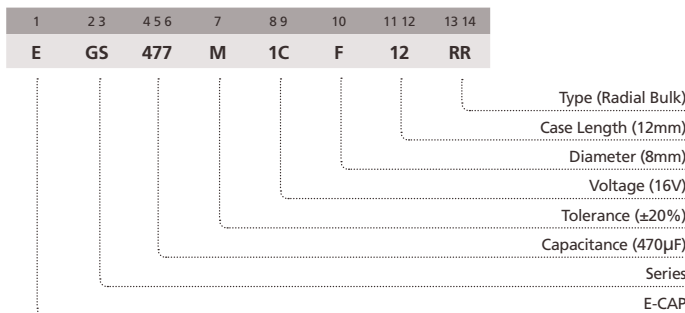 1 2 3 4 5 6 7 8 9 10 11 12 13 14
E GS 477 M 1C F 12 RR
Type (Radial Bulk)
Case Length (12mm)
Diameter (8mm)
Voltage (16V)
Tolerance (±20%)
Capacitance (470µF)
Series
E-CAP